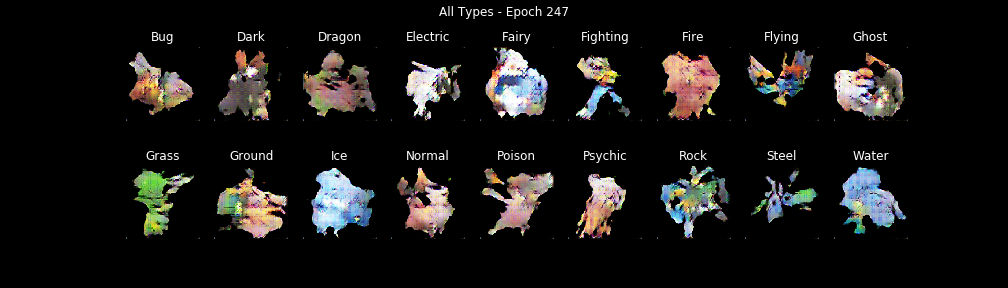 All Types - Epoch 247
Bug Dark Dragon Electric Fairy Fighting Fire Flying Ghost
Grass Ground Ice Normal Poison Psychic Rock Steel Water